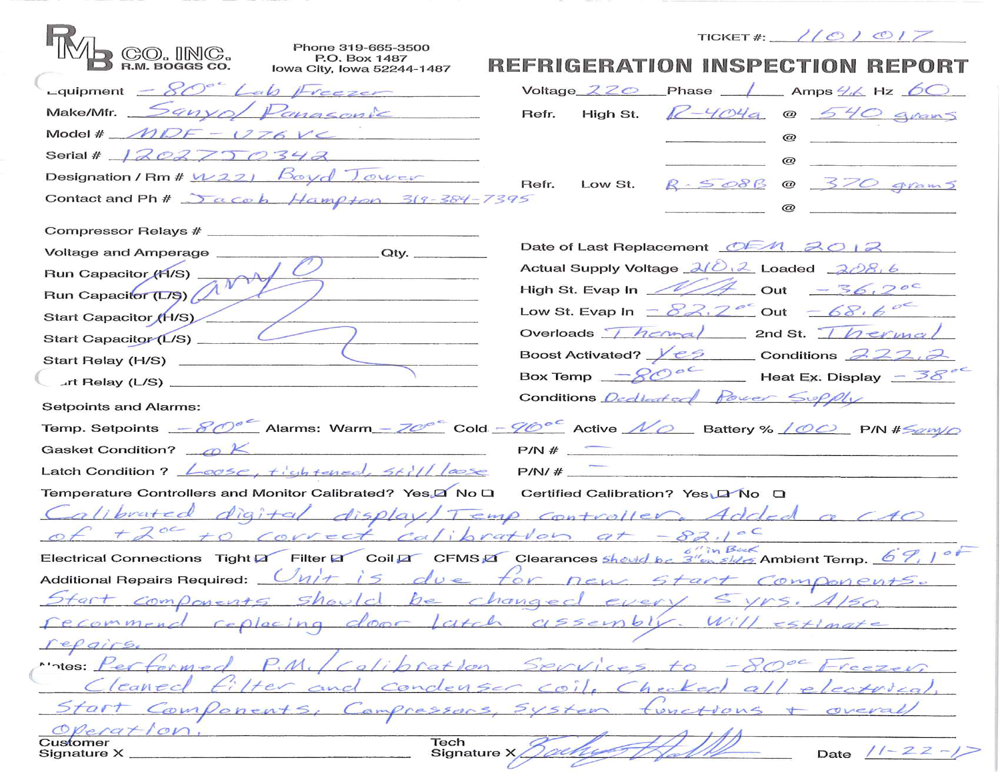 TICKET #: 1101017
RMB CO. INC.
R.M. BOGGS CO.
Phone 319-665-3500
P.O. Box 1487
Iowa City, Iowa 52244-1487
REFRIGERATION INSPECTION REPORT
Equipment -80°C Lab Freezer
Voltage 220 Phase 1 Amps 4.6 Hz 60
Make/Mfr. Sanyo/Panasonic
Refr. High St. R-404a @ 540 grams
Model # MDF-U76VC
@
Serial # 1202750342
@
Designation / Rm # W221 Boyd Tower
Refr. Low St. R-508B @ 370 grams
Contact and Ph # Jacob Hampton 319-384-7395
@
Compressor Relays #
Date of Last Replacement OEM 2012
Voltage and Amperage Qty.
Actual Supply Voltage 210.2 Loaded 208.6
Run Capacitor (H/S)
Sanyo
High St. Evap In N/A Out -36.2°C
Run Capacitor (L/S)
Low St. Evap In -82.2°C Out -68.6°C
Start Capacitor (H/S)
Overloads Thermal 2nd St. Thermal
Start Capacitor (L/S)
Boost Activated? Yes Conditions 222.2
Start Relay (H/S)
Box Temp -80°C Heat Ex. Display -38°C
art Relay (L/S)
Conditions Dedicated Power Supply
Setpoints and Alarms:
Temp. Setpoints -80°C Alarms: Warm -70°C Cold -90°C Active NO Battery % 100 P/N # Sanyo
Gasket Condition? OK P/N # -
Latch Condition ? Loose, tightened, still loose P/N/ # -
Temperature Controllers and Monitor Calibrated? Yes No Certified Calibration? Yes No
Calibrated digital display/Temp controller. Added a CAO
of +2°C to correct calibration at -82.1°C
Electrical Connections Tight Filter Coil CFMS Clearances should be 6" in Back 3" on sides Ambient Temp. 69.1°F
Additional Repairs Required: Unit is due for new start components.
Start components should be changed every 5 yrs. Also
recommend replacing door latch assembly. Will estimate
repairs.
Notes: Performed P.M./calibration services to -80°C Freezer.
Cleaned filter and condenser coil. Checked all electrical,
Start Components, Compressors, System functions + overall
operation.
Customer
Signature X
Tech
Signature X
Date 11-22-17